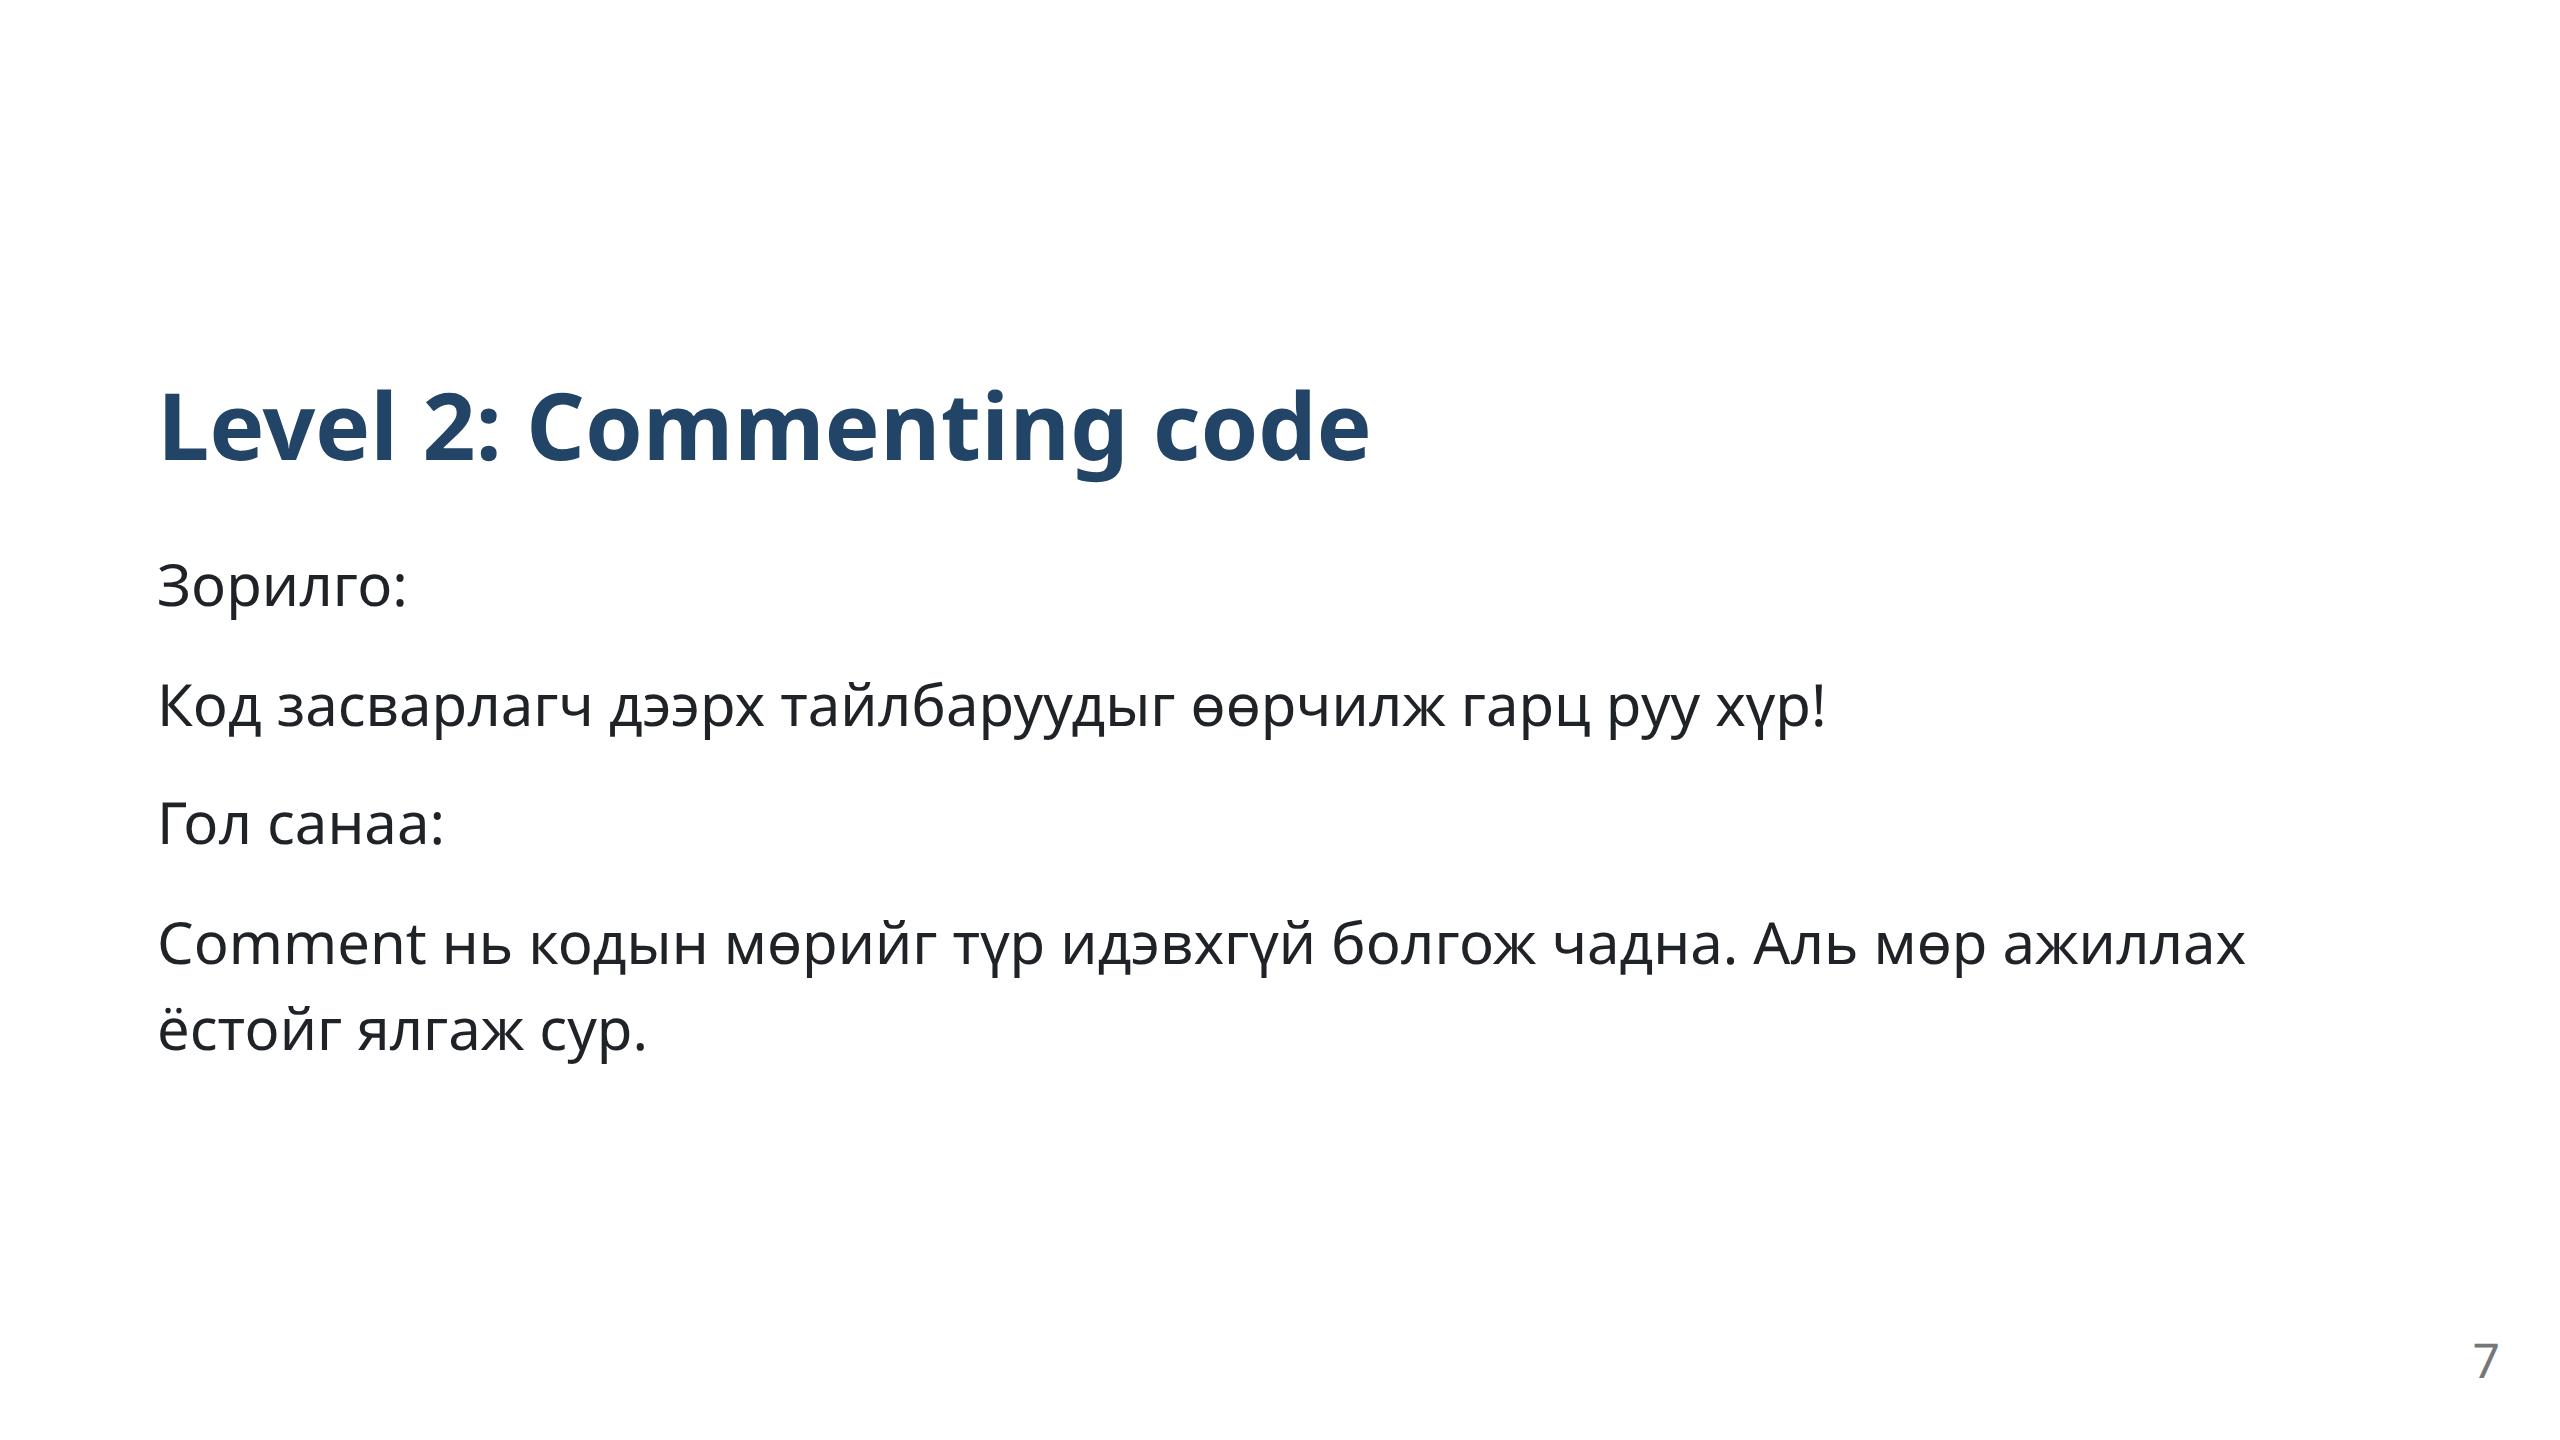 Level 2: Commenting code
Зорилго:
Код засварлагч дээрх тайлбаруудыг өөрчилж гарц руу хүр!
Гол санаа:
Comment нь кодын мөрийг түр идэвхгүй болгож чадна. Аль мөр ажиллах
ёстойг ялгаж сур.
7